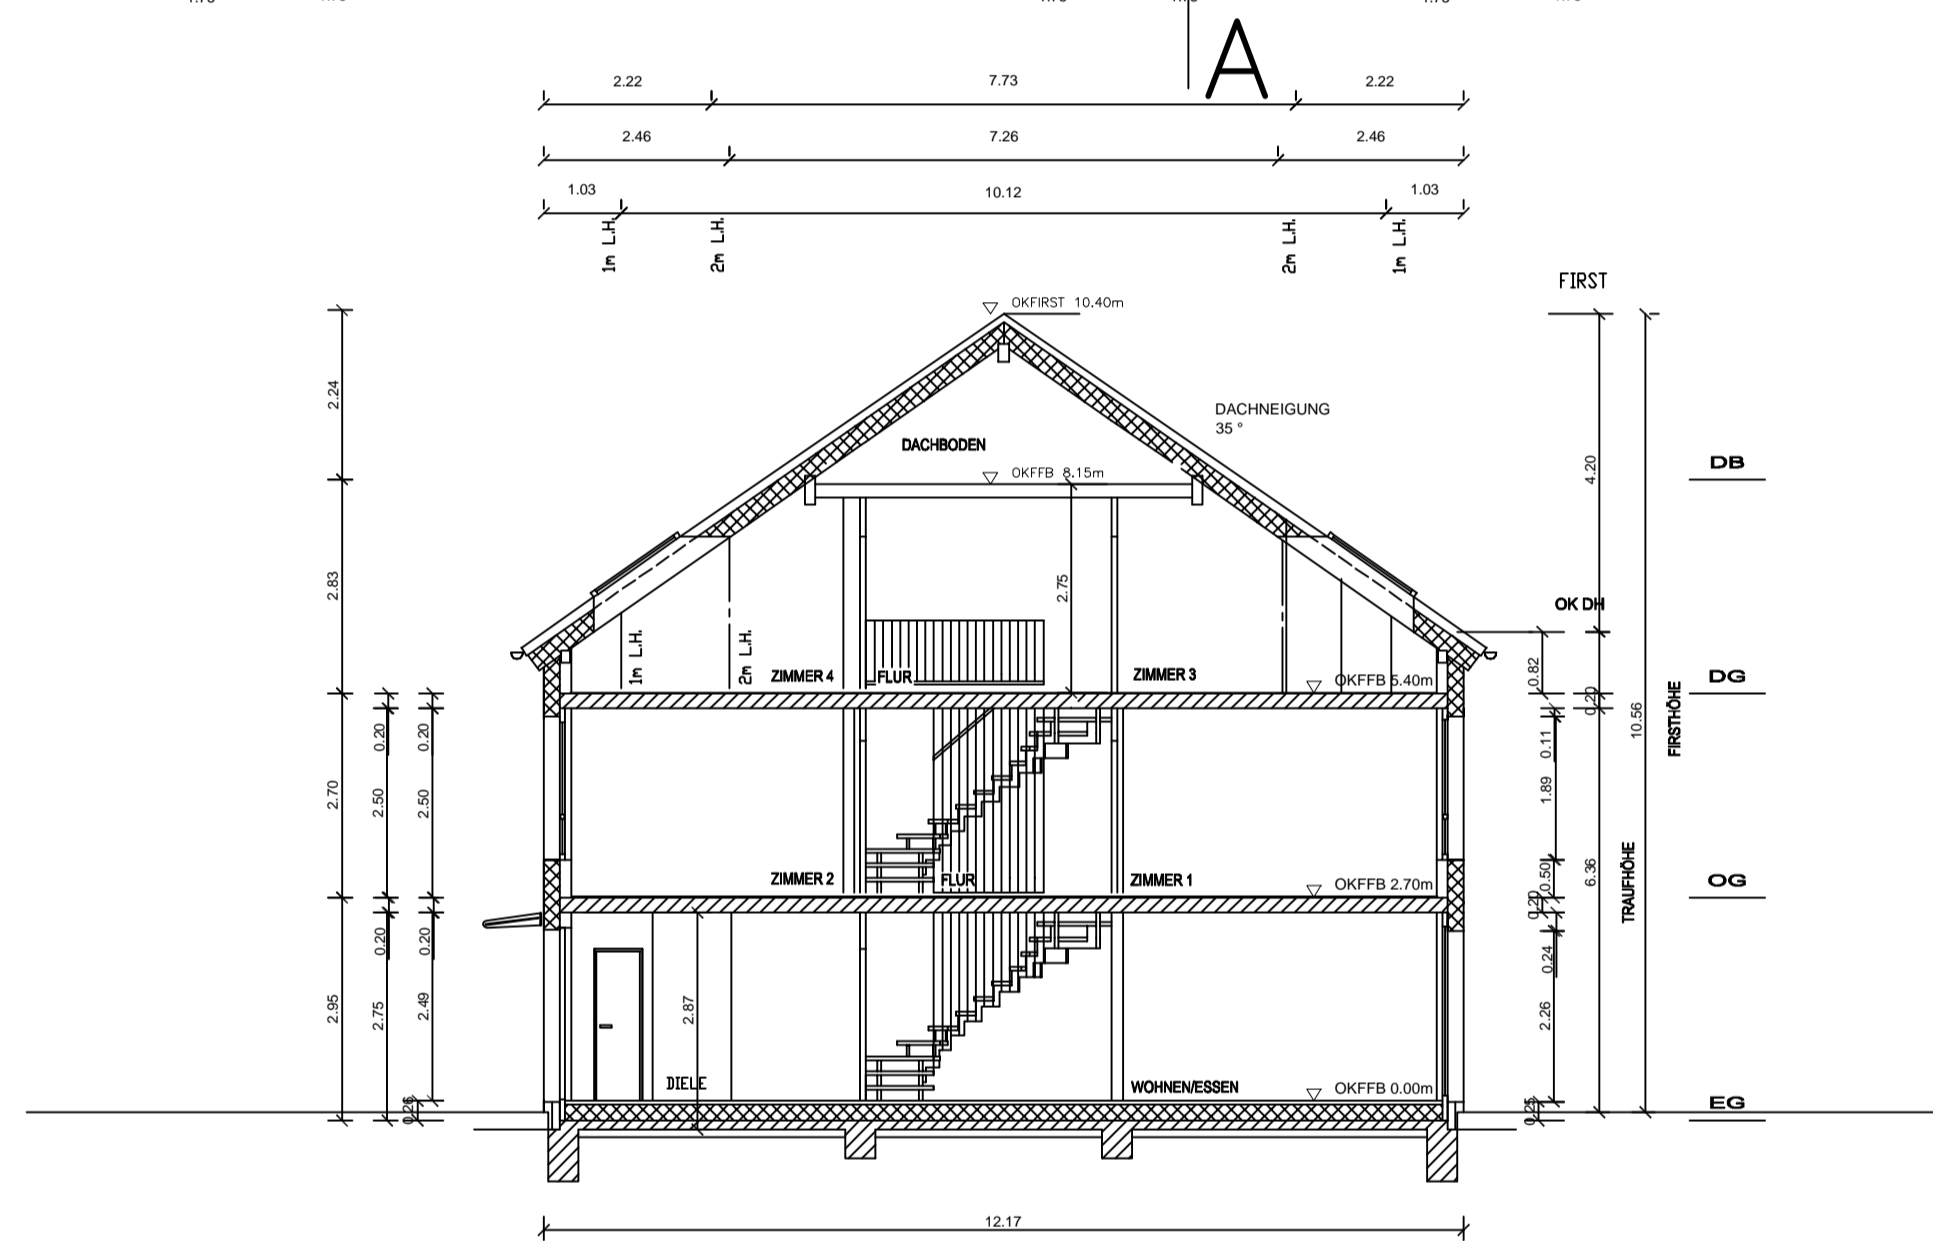 A
2.22 7.73 2.22
2.46 7.26 2.46
1.03 10.12 1.03
1m L.H. 2m L.H. 2m L.H. 1m L.H.
FIRST
OKFIRST 10.40m
DACHNEIGUNG
35 °
DACHBODEN
OKFFB 8.15m
DB
2.24
4.20
2.83
2.75
OK DH
1m L.H.
2m L.H.
ZIMMER 4
FLUR
ZIMMER 3
OKFFB 5.40m
0.82
0.20
DG
10.56
FIRSTHÖHE
0.20
0.20
2.70
2.50
2.50
0.11
1.89
ZIMMER 2
FLUR
ZIMMER 1
OKFFB 2.70m
0.50
0.20
6.36
TRAUFHÖHE
OG
0.20
0.20
2.95
2.75
2.49
2.87
0.24
2.26
DIELE
WOHNEN/ESSEN
OKFFB 0.00m
0.26
0.25
EG
12.17